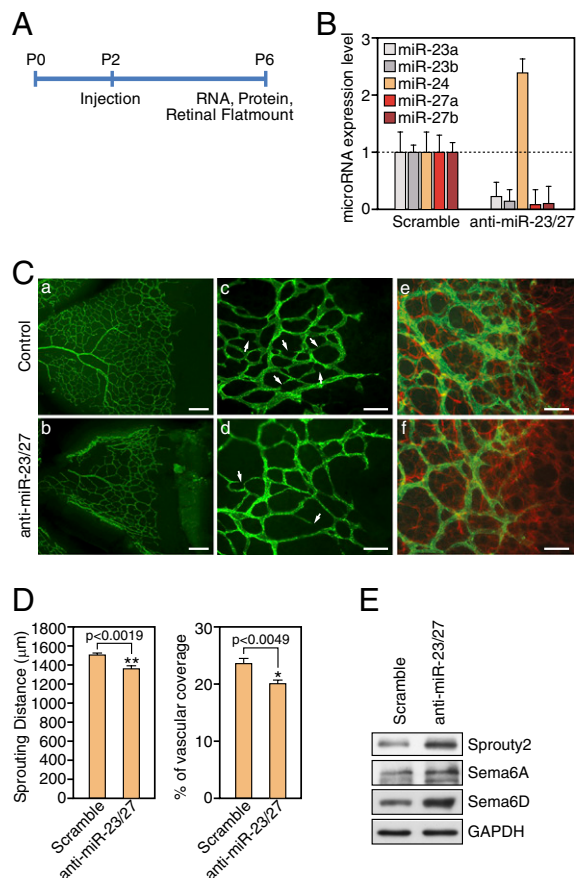 A
P0 P2 P6
Injection RNA, Protein,
Retinal Flatmount
B
microRNA expression level
3
2
1
0
miR-23a
miR-23b
miR-24
miR-27a
miR-27b
Scramble anti-miR-23/27
C
Control
anti-miR-23/27
a
c
e
b
d
f
D
Sprouting Distance (μm)
1800
1600
1400
1200
1000
800
600
400
200
0
p<0.0019
**
Scramble
anti-miR-23/27
% of vascular coverage
30
20
10
0
p<0.0049
*
Scramble
anti-miR-23/27
E
Scramble
anti-miR-23/27
Sprouty2
Sema6A
Sema6D
GAPDH